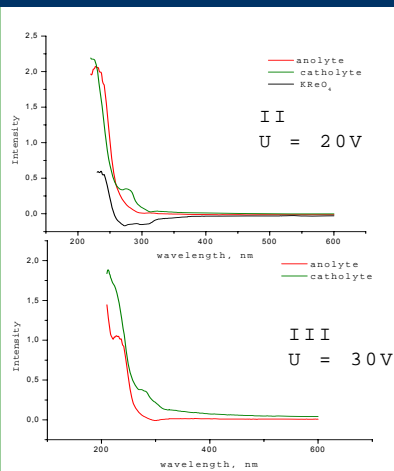 2,5
2,0
1,5
1,0
0,5
0,0
Intensity
anolyte
catholyte
KReO₄
II
U = 20V
200 300 400 500 600
wavelength, nm
2,0
1,5
1,0
0,5
0,0
Intensity
anolyte
catholyte
III
U = 30V
200 300 400 500 600
wavelength, nm